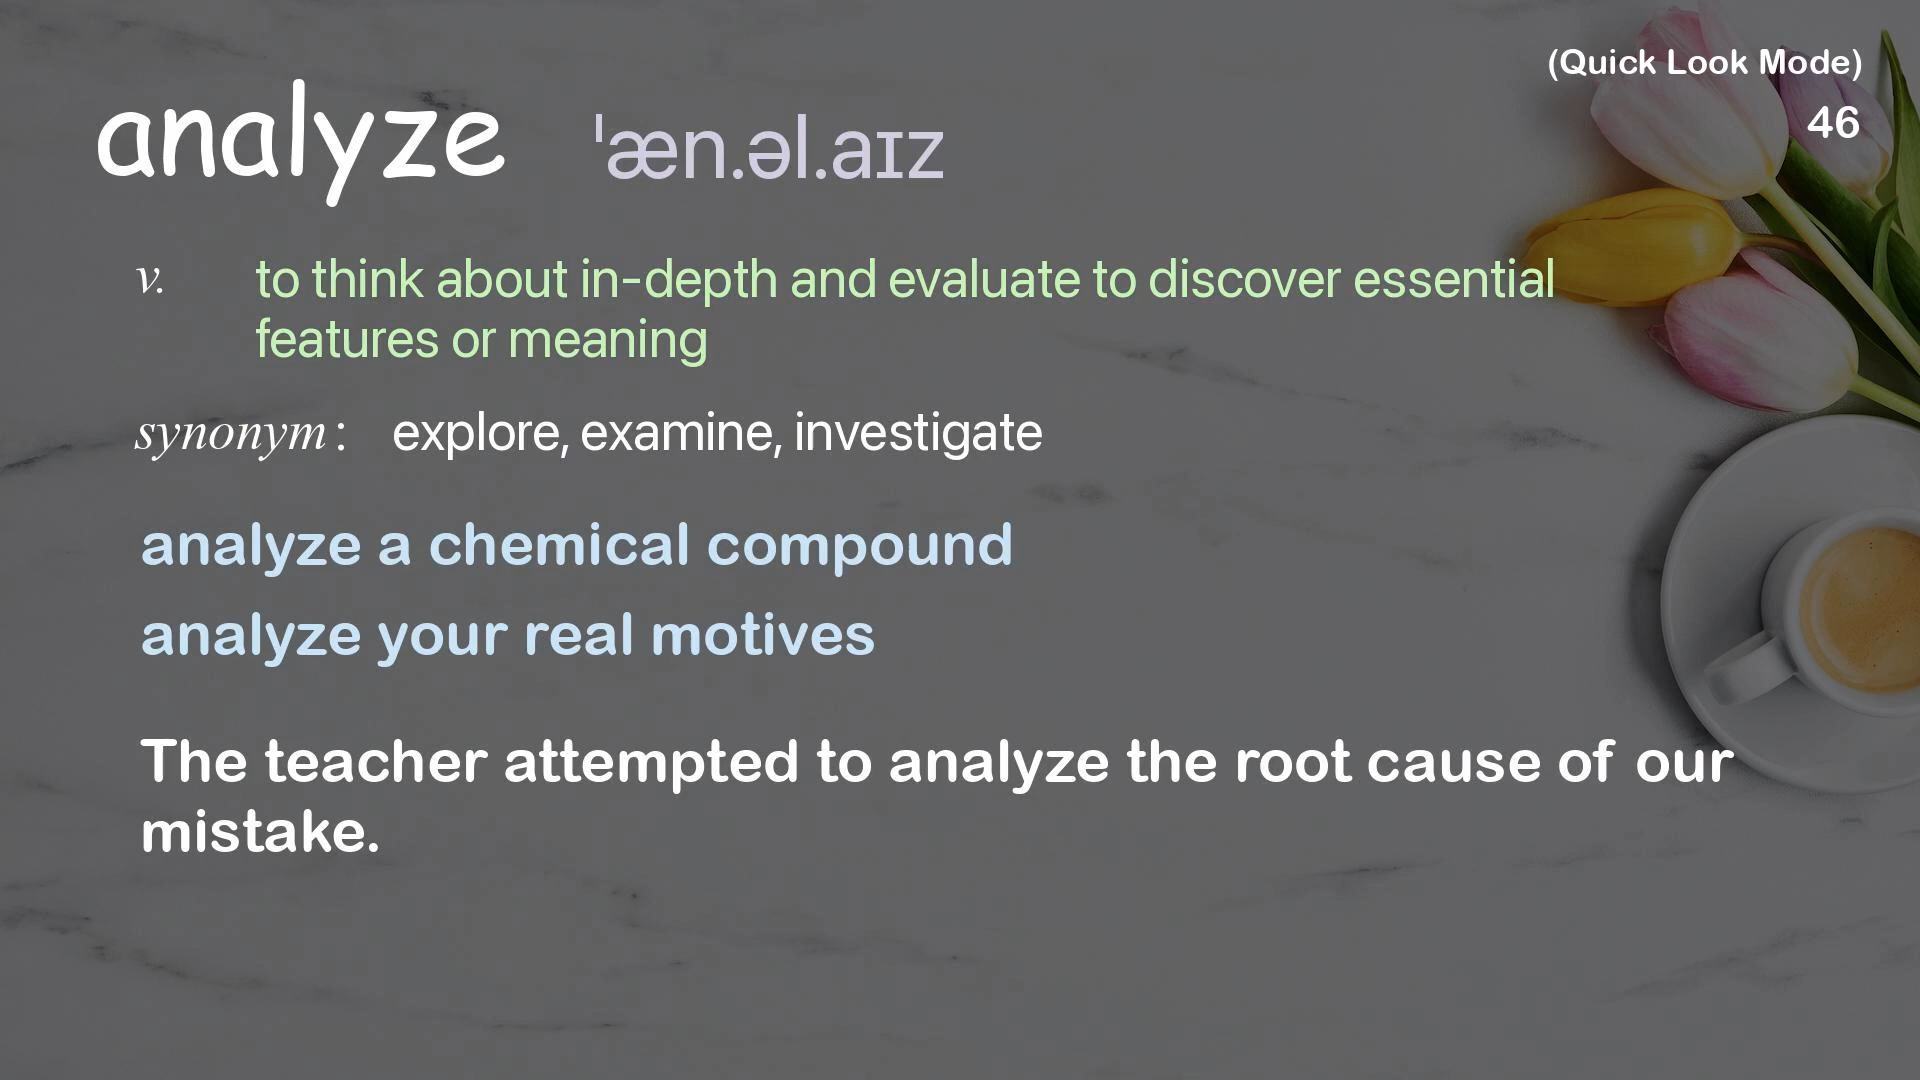 (Quick Look Mode)
46
analyze ˈæn.əl.aɪz
v. to think about in-depth and evaluate to discover essential
features or meaning
synonym : explore, examine, investigate
analyze a chemical compound
analyze your real motives
The teacher attempted to analyze the root cause of our
mistake.